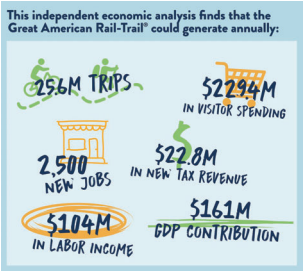 This independent economic analysis finds that the
Great American Rail-Trail® could generate annually:
25.6M TRIPS
$229.4M
IN VISITOR SPENDING
2,500
NEW JOBS
$22.8M
IN NEW TAX REVENUE
$104M
IN LABOR INCOME
$161M
GDP CONTRIBUTION